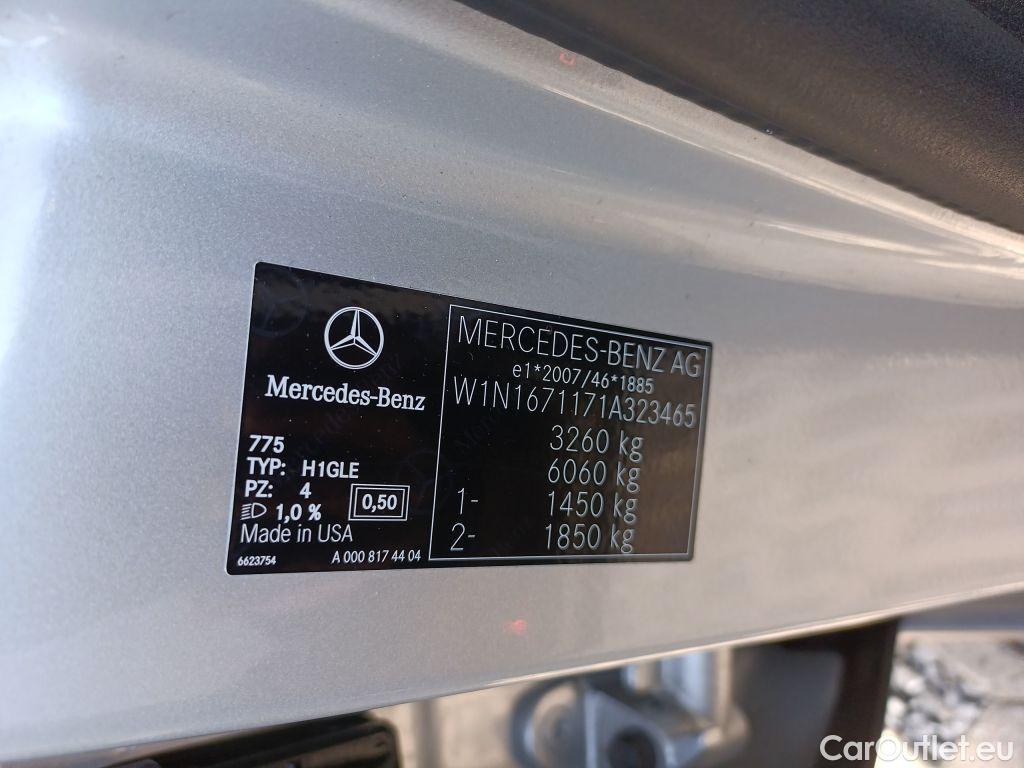 Mercedes-Benz
775
TYP: H1GLE
PZ: 4
1,0 %
0,50
Made in USA
6623754
A 000 817 44 04
MERCEDES-BENZ AG
e1*2007/46*1885
W1N1671171A323465
3260 kg
6060 kg
1- 1450 kg
2- 1850 kg
CarOutlet.eu